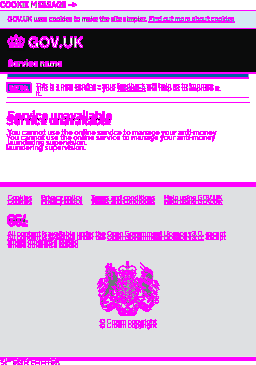 COOKIE MESSAGE →
GOV.UK uses cookies to make the site simpler. Find out more about cookies
GOV.UK
Service name
This is a new service – your feedback will help us to improve
it.
Service unavailable
You cannot use the online service to manage your anti-money
laundering supervision.
Cookies Privacy policy Terms and conditions Help using GOV.UK
OGL
All content is available under the Open Government Licence v3.0, except
where otherwise stated
© Crown copyright